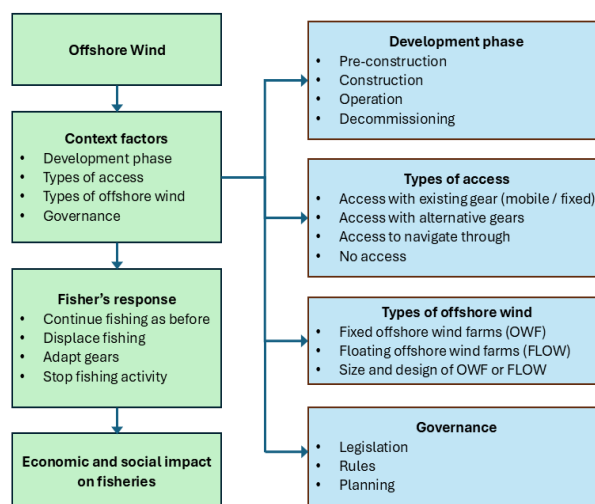 Offshore Wind
Context factors
• Development phase
• Types of access
• Types of offshore wind
• Governance
Fisher's response
• Continue fishing as before
• Displace fishing
• Adapt gears
• Stop fishing activity
Economic and social impact
on fisheries
Development phase
• Pre-construction
• Construction
• Operation
• Decommissioning
Types of access
• Access with existing gear (mobile / fixed)
• Access with alternative gears
• Access to navigate through
• No access
Types of offshore wind
• Fixed offshore wind farms (OWF)
• Floating offshore wind farms (FLOW)
• Size and design of OWF or FLOW
Governance
• Legislation
• Rules
• Planning